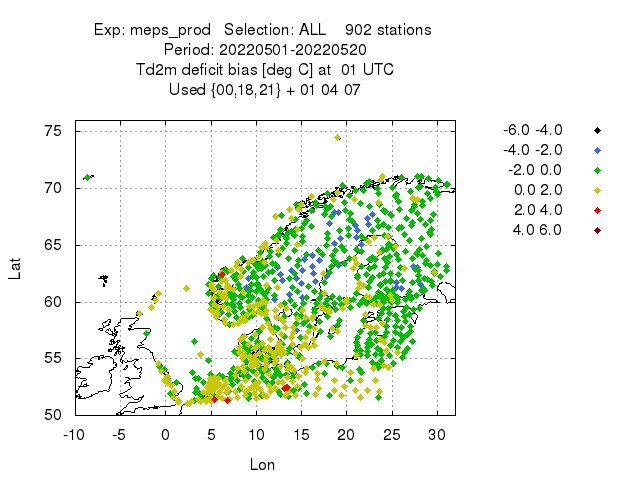 Exp: meps_prod   Selection: ALL    902 stations
Period: 20220501-20220520
Td2m deficit bias [deg C] at  01 UTC
Used {00,18,21} + 01 04 07
75
70
65
60
55
50
-10 -5 0 5 10 15 20 25 30
Lat
Lon
-6.0 -4.0
-4.0 -2.0
-2.0 0.0
0.0 2.0
2.0 4.0
4.0 6.0